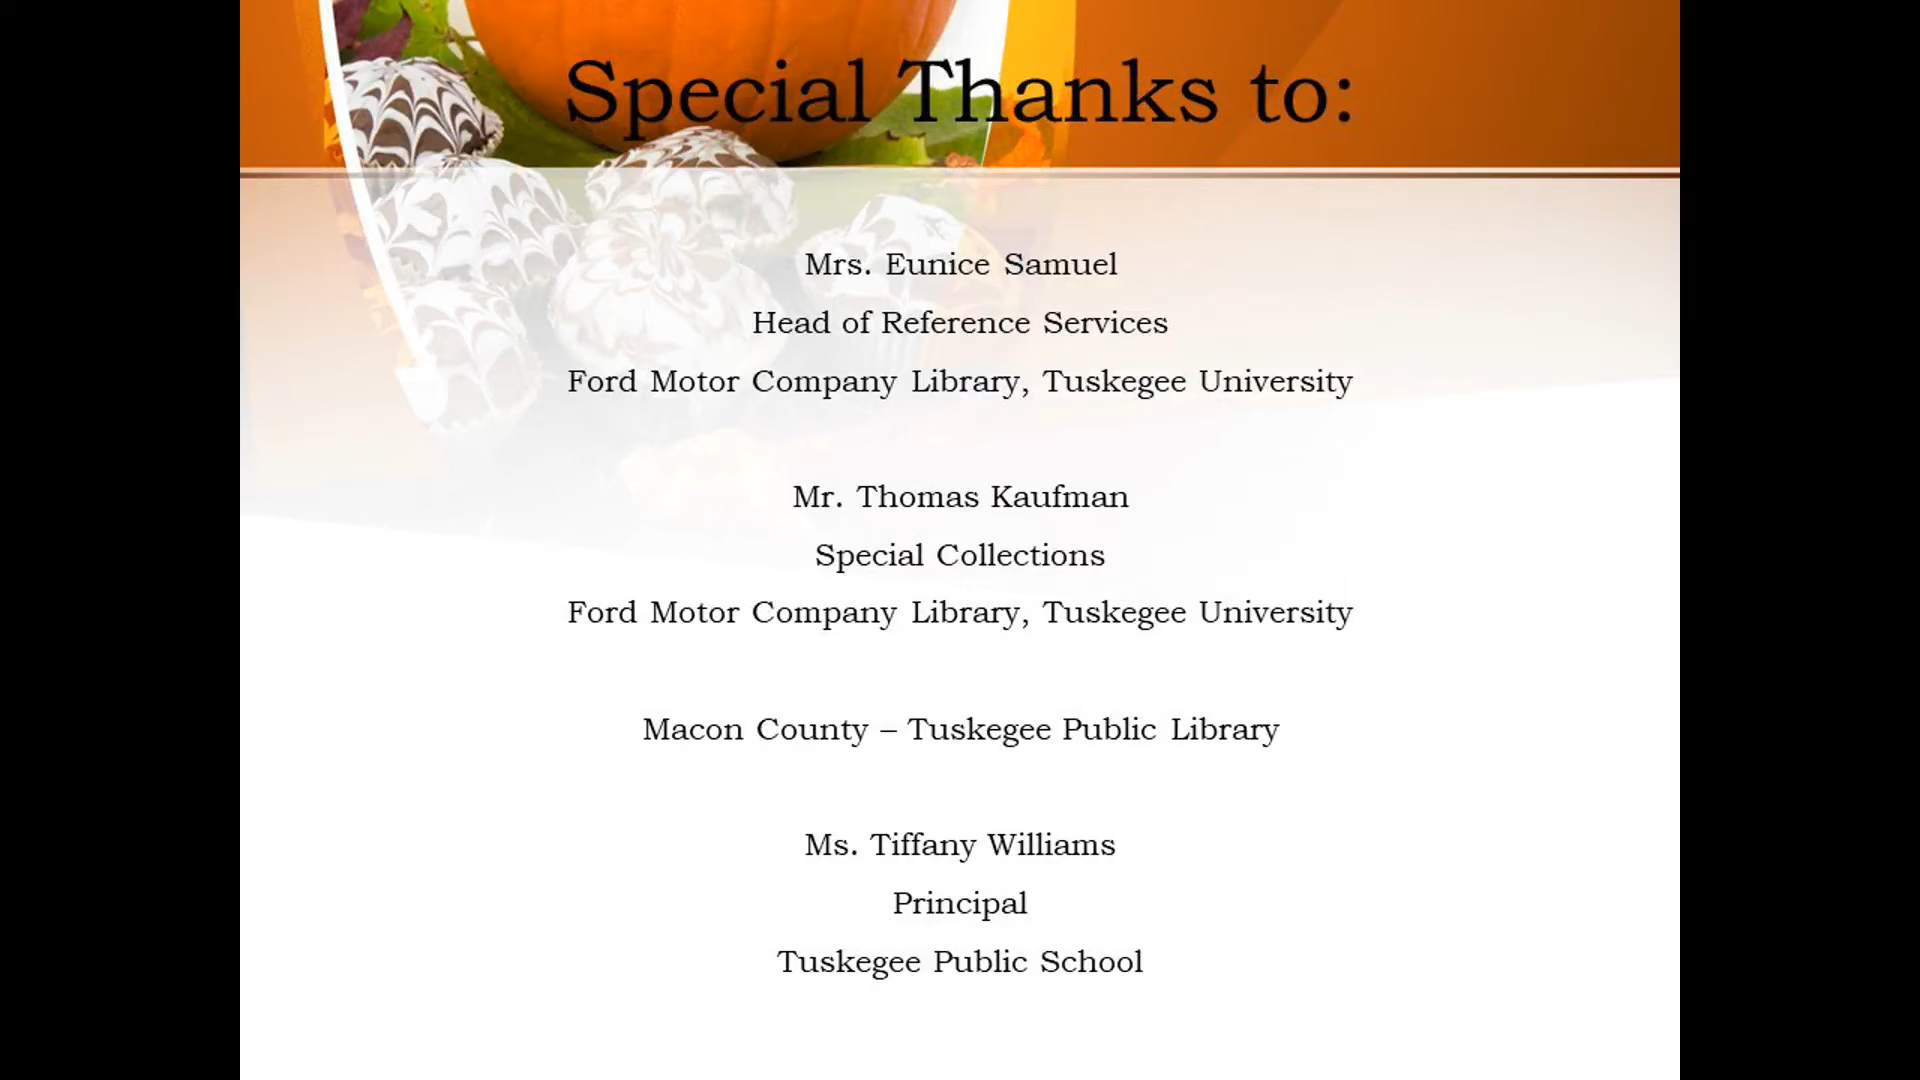 Special Thanks to:
Mrs. Eunice Samuel
Head of Reference Services
Ford Motor Company Library, Tuskegee University
Mr. Thomas Kaufman
Special Collections
Ford Motor Company Library, Tuskegee University
Macon County – Tuskegee Public Library
Ms. Tiffany Williams
Principal
Tuskegee Public School